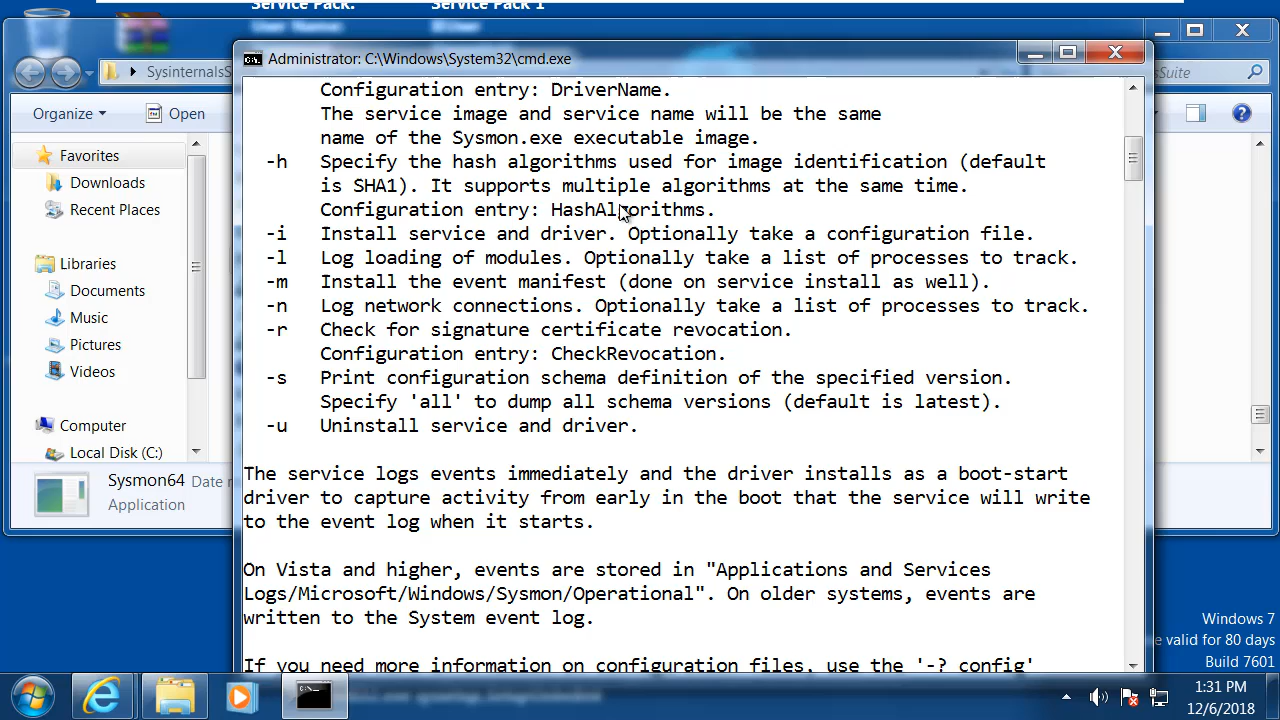 Service Pack: Service Pack 1
User Name:
SysinternalsS
Suite
Organize
Open
Favorites
Downloads
Recent Places
Libraries
Documents
Music
Pictures
Videos
Computer
Local Disk (C:)
Sysmon64 Date
Application
Administrator: C:\Windows\System32\cmd.exe
Configuration entry: DriverName.
The service image and service name will be the same
name of the Sysmon.exe executable image.
-h Specify the hash algorithms used for image identification (default
is SHA1). It supports multiple algorithms at the same time.
Configuration entry: HashAlgorithms.
-i Install service and driver. Optionally take a configuration file.
-l Log loading of modules. Optionally take a list of processes to track.
-m Install the event manifest (done on service install as well).
-n Log network connections. Optionally take a list of processes to track.
-r Check for signature certificate revocation.
Configuration entry: CheckRevocation.
-s Print configuration schema definition of the specified version.
Specify 'all' to dump all schema versions (default is latest).
-u Uninstall service and driver.
The service logs events immediately and the driver installs as a boot-start
driver to capture activity from early in the boot that the service will write
to the event log when it starts.
On Vista and higher, events are stored in "Applications and Services
Logs/Microsoft/Windows/Sysmon/Operational". On older systems, events are
written to the System event log.
If you need more information on configuration files, use the '-? config'
Windows 7
e valid for 80 days
Build 7601
1:31 PM
12/6/2018